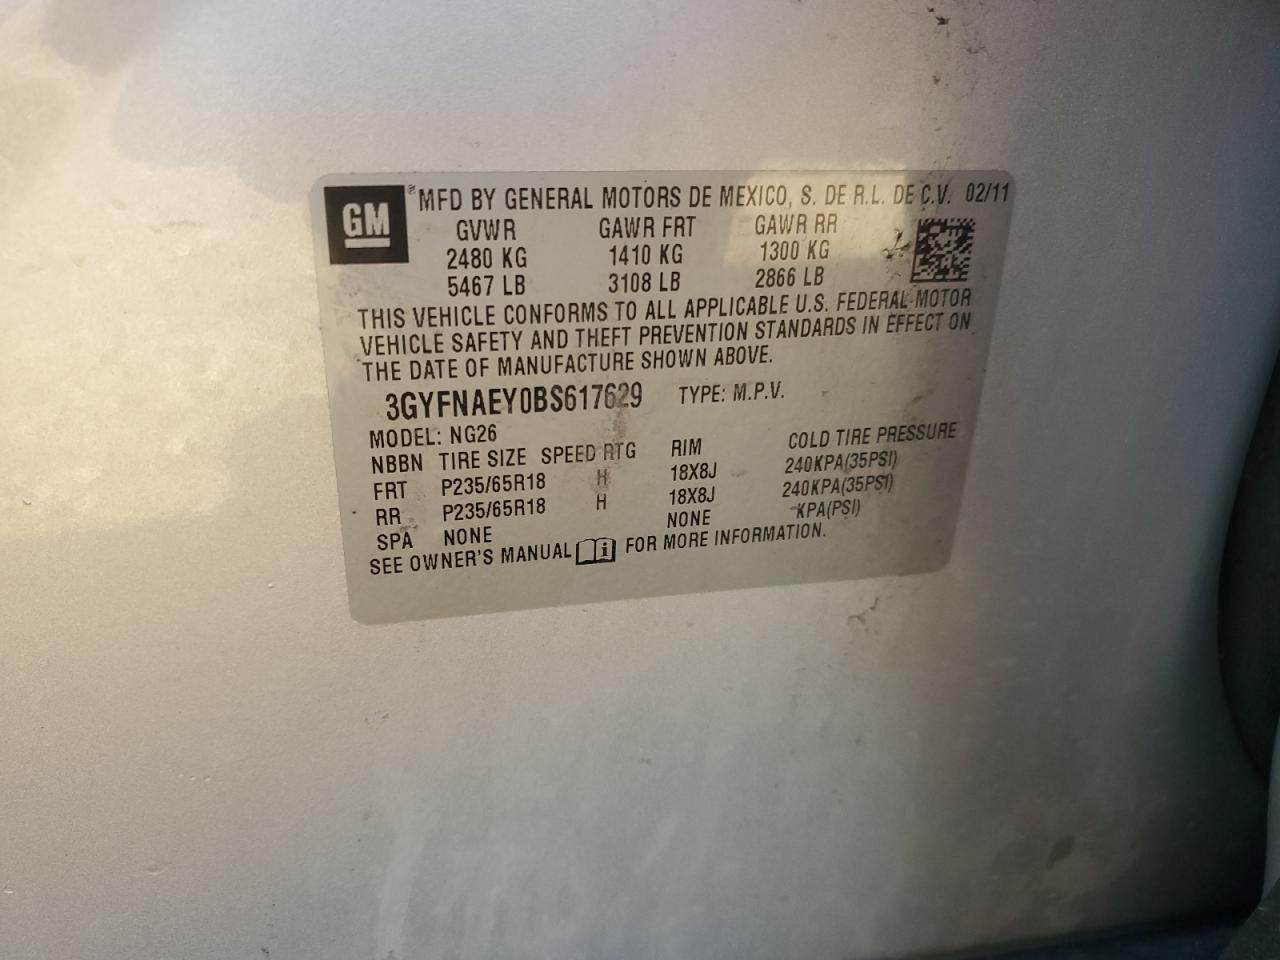 GM ® MFD BY GENERAL MOTORS DE MEXICO, S. DE R.L. DE C.V. 02/11
GVWR GAWR FRT GAWR RR
2480 KG 1410 KG 1300 KG
5467 LB 3108 LB 2866 LB
THIS VEHICLE CONFORMS TO ALL APPLICABLE U.S. FEDERAL MOTOR
VEHICLE SAFETY AND THEFT PREVENTION STANDARDS IN EFFECT ON
THE DATE OF MANUFACTURE SHOWN ABOVE.
3GYFNAEY0BS617629 TYPE: M.P.V.
MODEL: NG26
NBBN TIRE SIZE SPEED RTG RIM COLD TIRE PRESSURE
FRT P235/65R18 H 18X8J 240KPA(35PSI)
RR P235/65R18 H 18X8J 240KPA(35PSI)
SPA NONE NONE KPA(PSI)
SEE OWNER'S MANUAL i FOR MORE INFORMATION.